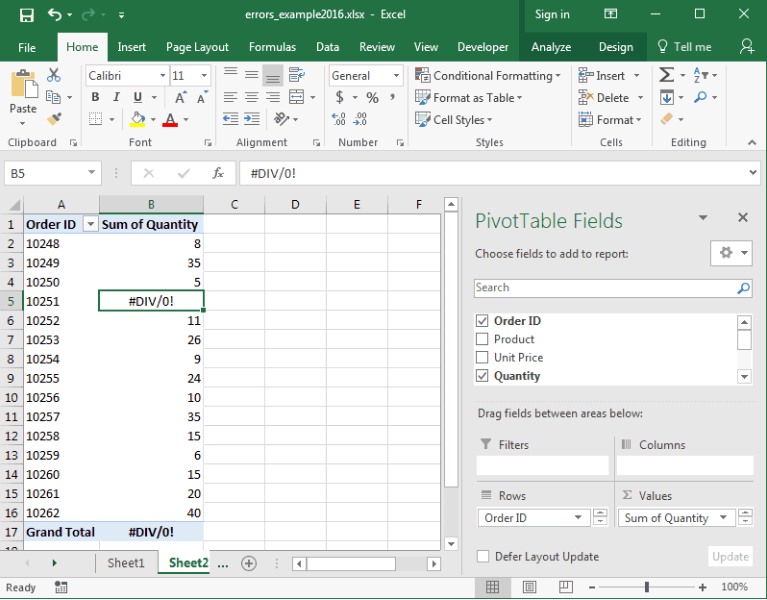 errors_example2016.xlsx - Excel Sign in
File Home Insert Page Layout Formulas Data Review View Developer Analyze Design Tell me
Paste
Calibri 11
B I U A A
A
General
$ % ,
Conditional Formatting
Format as Table
Cell Styles
Insert
Delete
Format
Clipboard Font Alignment Number Styles Cells Editing
B5 fx #DIV/0!
A B C D E F
1 Order ID Sum of Quantity
2 10248 8
3 10249 35
4 10250 5
5 10251 #DIV/0!
6 10252 11
7 10253 26
8 10254 9
9 10255 24
10 10256 10
11 10257 35
12 10258 15
13 10259 6
14 10260 15
15 10261 20
16 10262 40
17 Grand Total #DIV/0!
PivotTable Fields
Choose fields to add to report:
Search
Order ID
Product
Unit Price
Quantity
Drag fields between areas below:
Filters
Columns
Rows
Σ Values
Order ID
Sum of Quantity
Defer Layout Update
Update
Sheet1 Sheet2 ...
Ready 100%